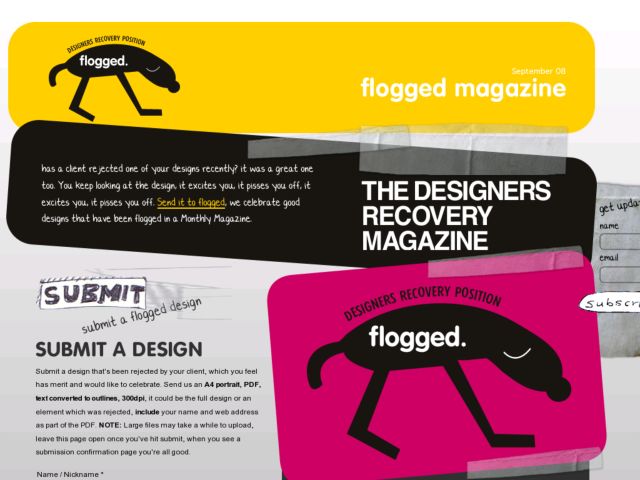 DESIGNERS RECOVERY POSITION
flogged.
September 08
flogged magazine
has a client rejected one of your designs recently? it was a great one
too. You keep looking at the design, it excites you, it pisses you off, it
excites you, it pisses you off. Send it to flogged, we celebrate good
designs that have been flogged in a Monthly Magazine.
THE DESIGNERS
RECOVERY
MAGAZINE
get upda
name
email
subscri
SUBMIT
submit a flogged design
SUBMIT A DESIGN
Submit a design that's been rejected by your client, which you feel
has merit and would like to celebrate. Send us an A4 portrait, PDF,
text converted to outlines, 300dpi, it could be the full design or an
element which was rejected, include your name and web address
as part of the PDF. NOTE: Large files may take a while to upload,
leave this page open once you've hit submit, when you see a
submission confirmation page you're all good.
Name / Nickname *
DESIGNERS RECOVERY POSITION
flogged.